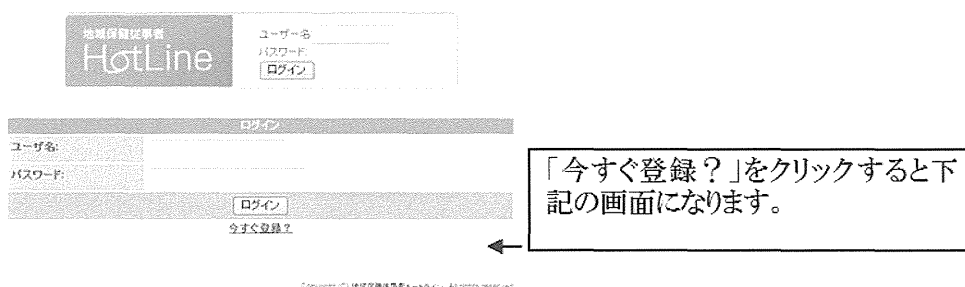 地域保健従事者
HotLine
ユーザー名:
パスワード:
ログイン
ログイン
ユーザ名:
パスワード:
ログイン
今すぐ登録？
「今すぐ登録？」をクリックすると下
記の画面になります。